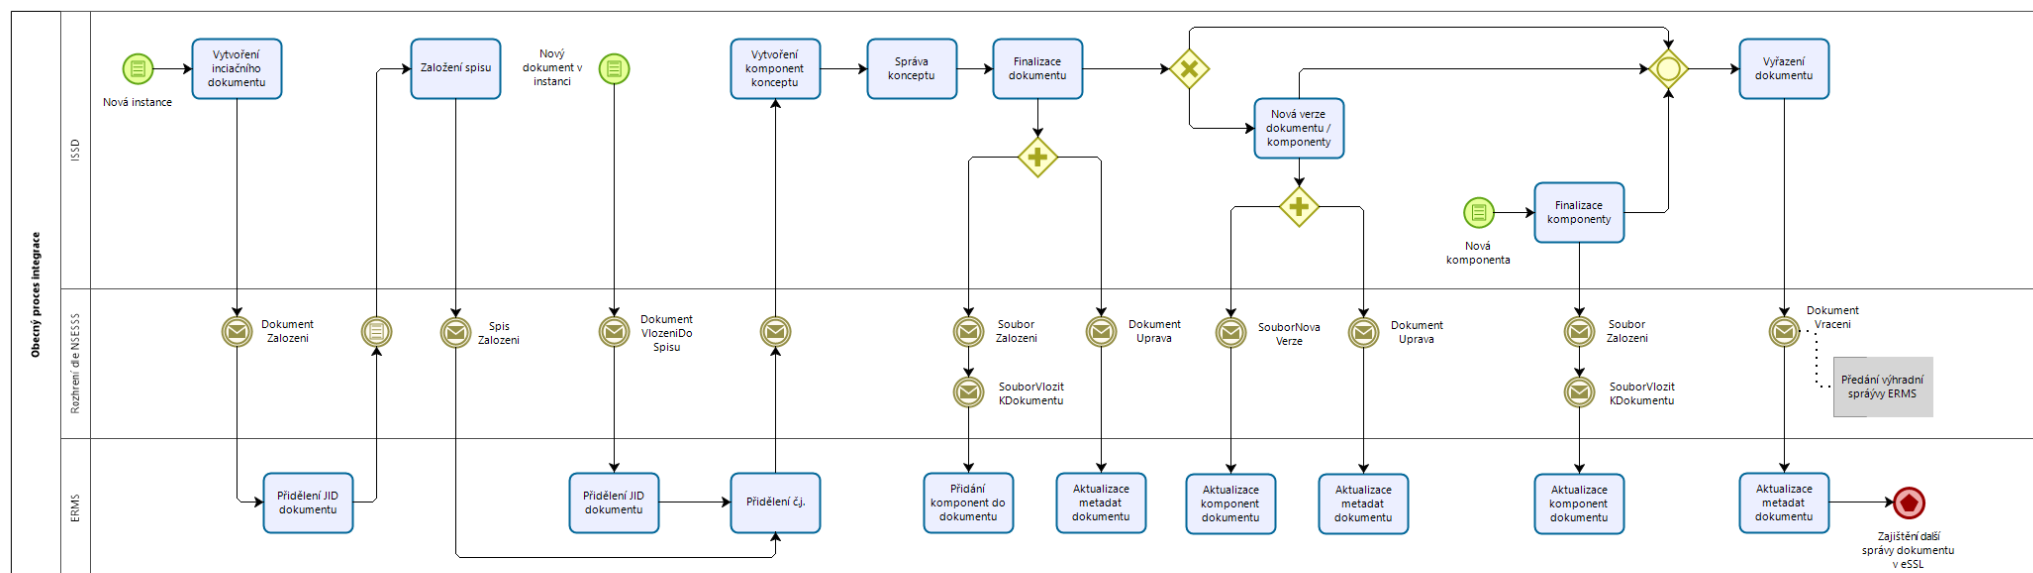 Obecný proces integrace
ISSD
Nová instance
Vytvoření
inciačního
dokumentu
Založení spisu
Nový
dokument v
instanci
Vytvoření
komponent
konceptu
Správa
konceptu
Finalizace
dokumentu
Nová verze
dokumentu /
komponenty
Nová
komponenta
Finalizace
komponenty
Vyřazení
dokumentu
Rozhrení dle NSESSS
Dokument
Zalozeni
Spis
Zalozeni
Dokument
VlozeniDo
Spisu
Soubor
Zalozeni
SouborVlozit
KDokumentu
Dokument
Uprava
SouborNova
Verze
Dokument
Uprava
Soubor
Zalozeni
SouborVlozit
KDokumentu
Dokument
Vraceni
Předání výhradní
správvy ERMS
ERMS
Přidělení JID
dokumentu
Přidělení JID
dokumentu
Přidělení č.j.
Přidání
komponent do
dokumentu
Aktualizace
metadat
dokumentu
Aktualizace
komponent
dokumentu
Aktualizace
metadat
dokumentu
Aktualizace
komponent
dokumentu
Aktualizace
metadat
dokumentu
Zajištění další
správy dokumentu
v eSSL